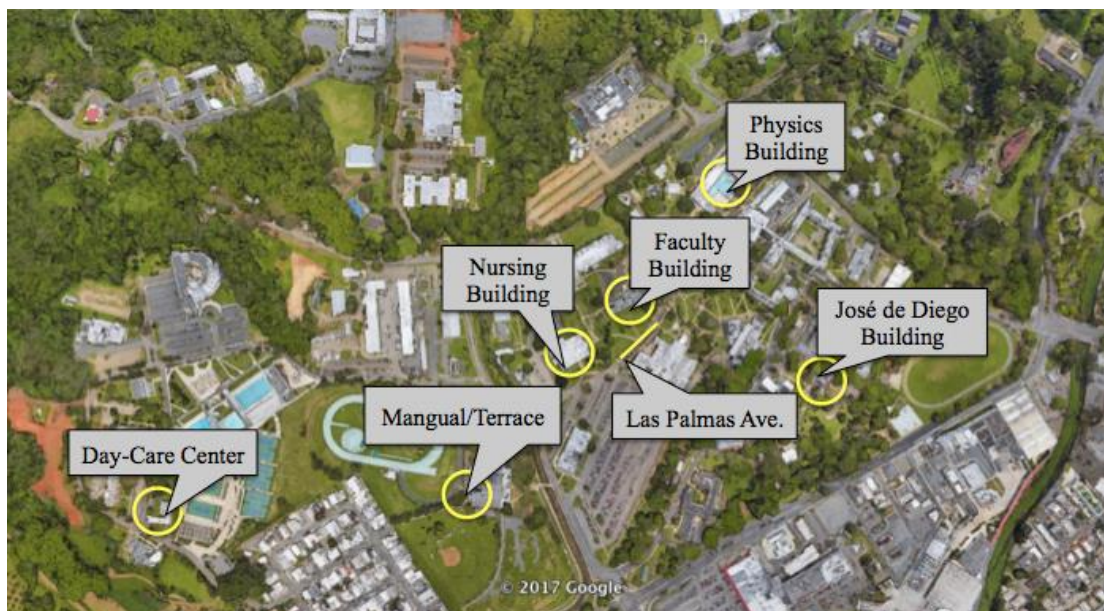 Physics
Building
Faculty
Building
Nursing
Building
José de Diego
Building
Mangual/Terrace
Las Palmas Ave.
Day-Care Center
© 2017 Google